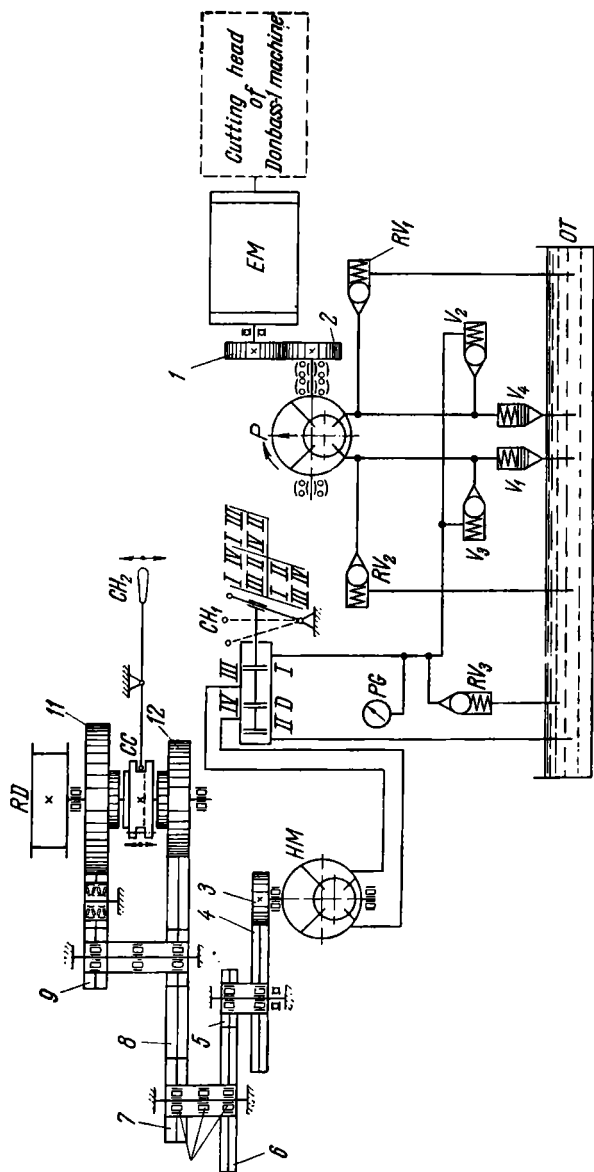 Cutting head
of
Donbass-1 machine
EM
1
2
P
RV₁
V₂
V₄
V₁
V₃
RV₂
OT
CH₁
III
IV
I
D
II
PG
RV₃
CH₂
11
CC
12
RD
HM
3
4
5
6
7
8
9